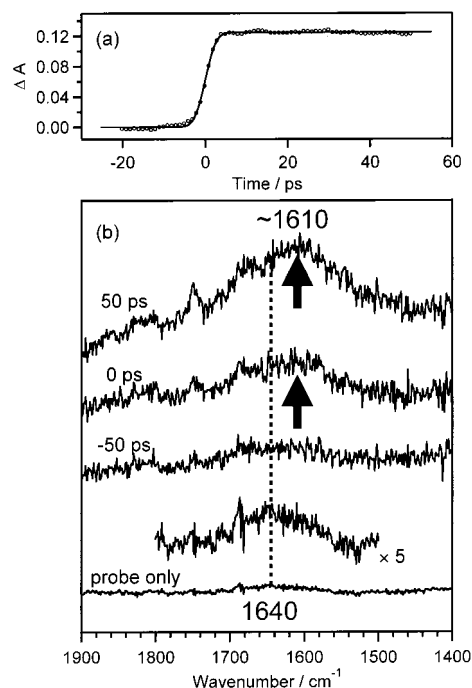 (a)
0.12
0.08
0.04
0.00
Δ A
-20 0 20 40 60
Time / ps
(b)
~1610
50 ps
0 ps
-50 ps
× 5
probe only
1640
1900 1800 1700 1600 1500 1400
Wavenumber / cm⁻¹